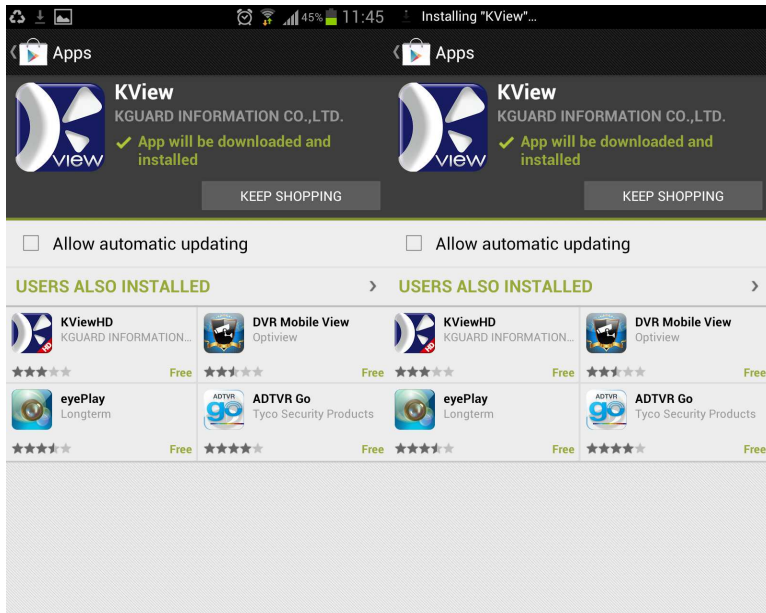 45% 11:45
Apps
view
KView
KGUARD INFORMATION CO.,LTD.
App will be downloaded and
installed
KEEP SHOPPING
Allow automatic updating
USERS ALSO INSTALLED
KViewHD
KGUARD INFORMATION...
Free
DVR Mobile View
Optiview
Free
eyePlay
Longterm
Free
ADTVR
go
ADTVR Go
Tyco Security Products
Free
Installing "KView"...
Apps
view
KView
KGUARD INFORMATION CO.,LTD.
App will be downloaded and
installed
KEEP SHOPPING
Allow automatic updating
USERS ALSO INSTALLED
KViewHD
KGUARD INFORMATION...
Free
DVR Mobile View
Optiview
Free
eyePlay
Longterm
Free
ADTVR
go
ADTVR Go
Tyco Security Products
Free